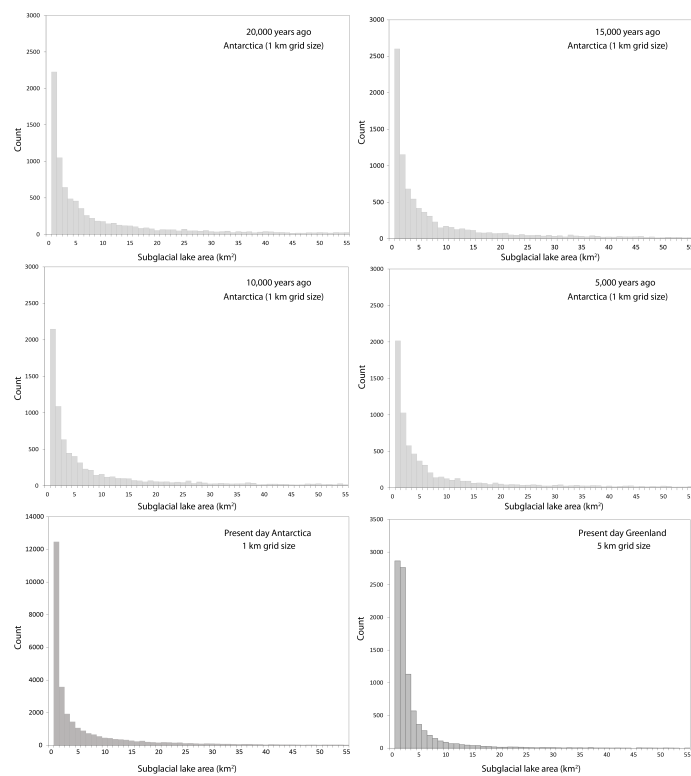 20,000 years ago
Antarctica (1 km grid size)
Count
3000
2500
2000
1500
1000
500
0
0 5 10 15 20 25 30 35 40 45 50 55
Subglacial lake area (km²)
15,000 years ago
Antarctica (1 km grid size)
Count
3000
2500
2000
1500
1000
500
0
0 5 10 15 20 25 30 35 40 45 50
Subglacial lake area (km²)
10,000 years ago
Antarctica (1 km grid size)
Count
3000
2500
2000
1500
1000
500
0
0 5 10 15 20 25 30 35 40 45 50 55
Subglacial lake area (km²)
5,000 years ago
Antarctica (1 km grid size)
Count
3000
2500
2000
1500
1000
500
0
0 5 10 15 20 25 30 35 40 45 50
Subglacial lake area (km²)
Present day Antarctica
1 km grid size
Count
14000
12000
10000
8000
6000
4000
2000
0
0 5 10 15 20 25 30 35 40 45 50 55
Subglacial lake area (km²)
Present day Greenland
5 km grid size
Count
3500
3000
2500
2000
1500
1000
500
0
0 5 10 15 20 25 30 35 40 45 50
Subglacial lake area (km²)